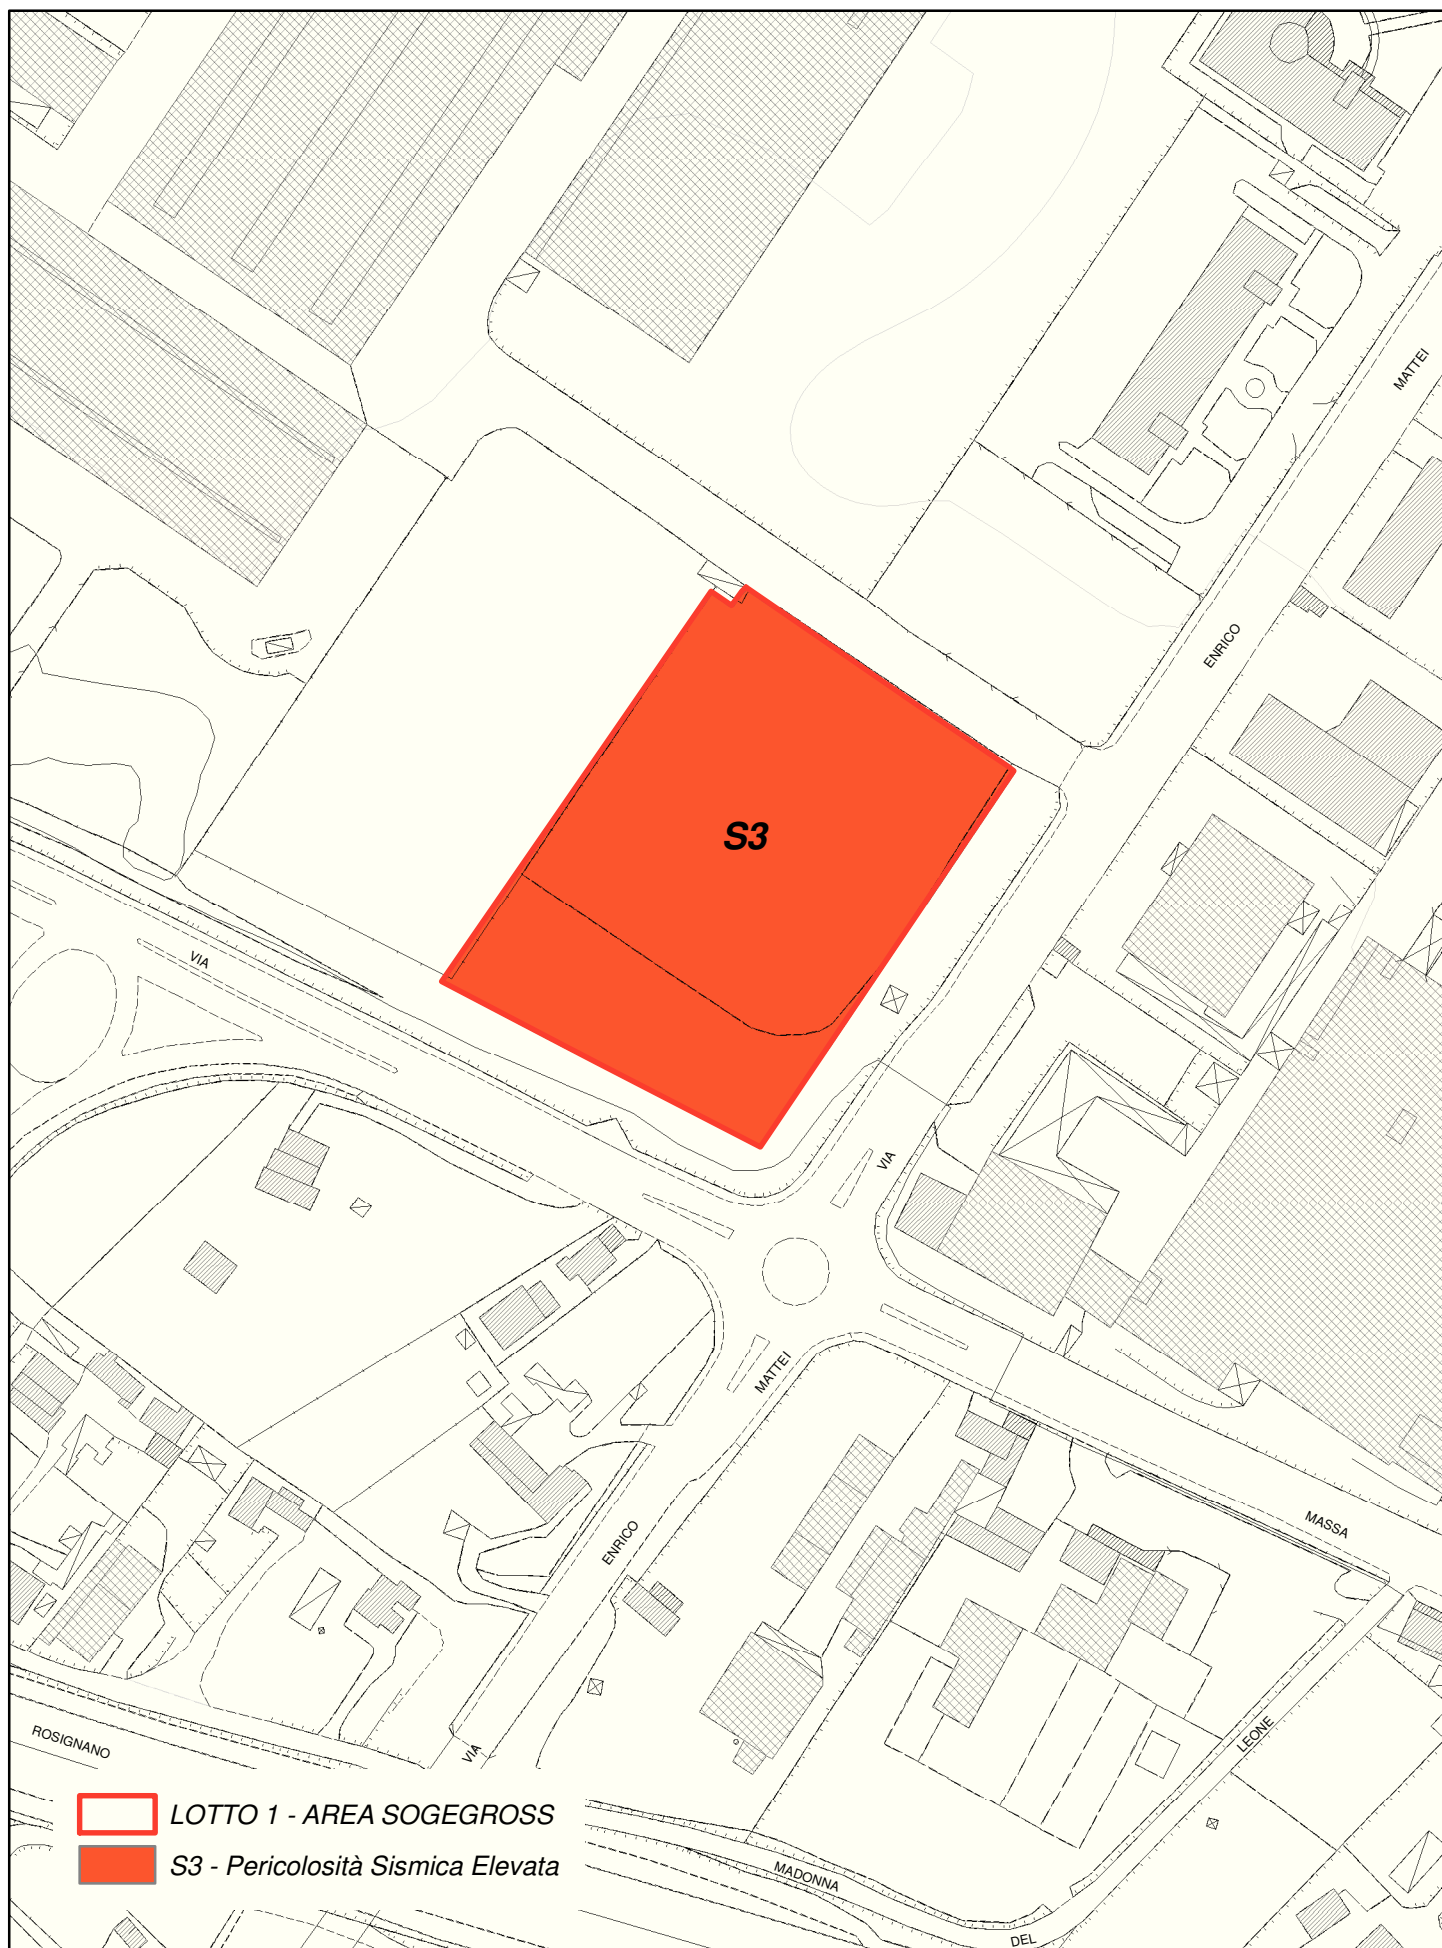 MATTEI
ENRICO
S3
VIA
VIA
MATTEI
MASSA
ENRICO
LEONE
ROSIGNANO
VIA
LOTTO 1 - AREA SOGEGROSS
S3 - Pericolosità Sismica Elevata
MADONNA
DEL